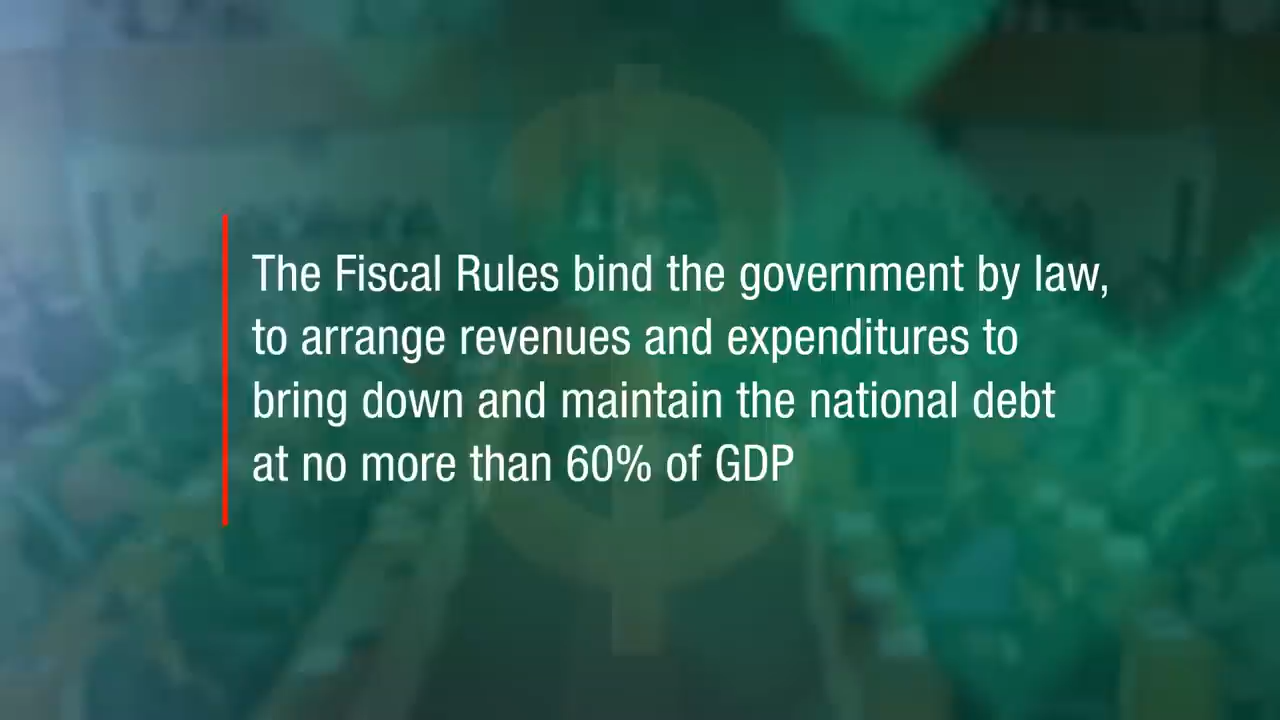 The Fiscal Rules bind the government by law,
to arrange revenues and expenditures to
bring down and maintain the national debt
at no more than 60% of GDP